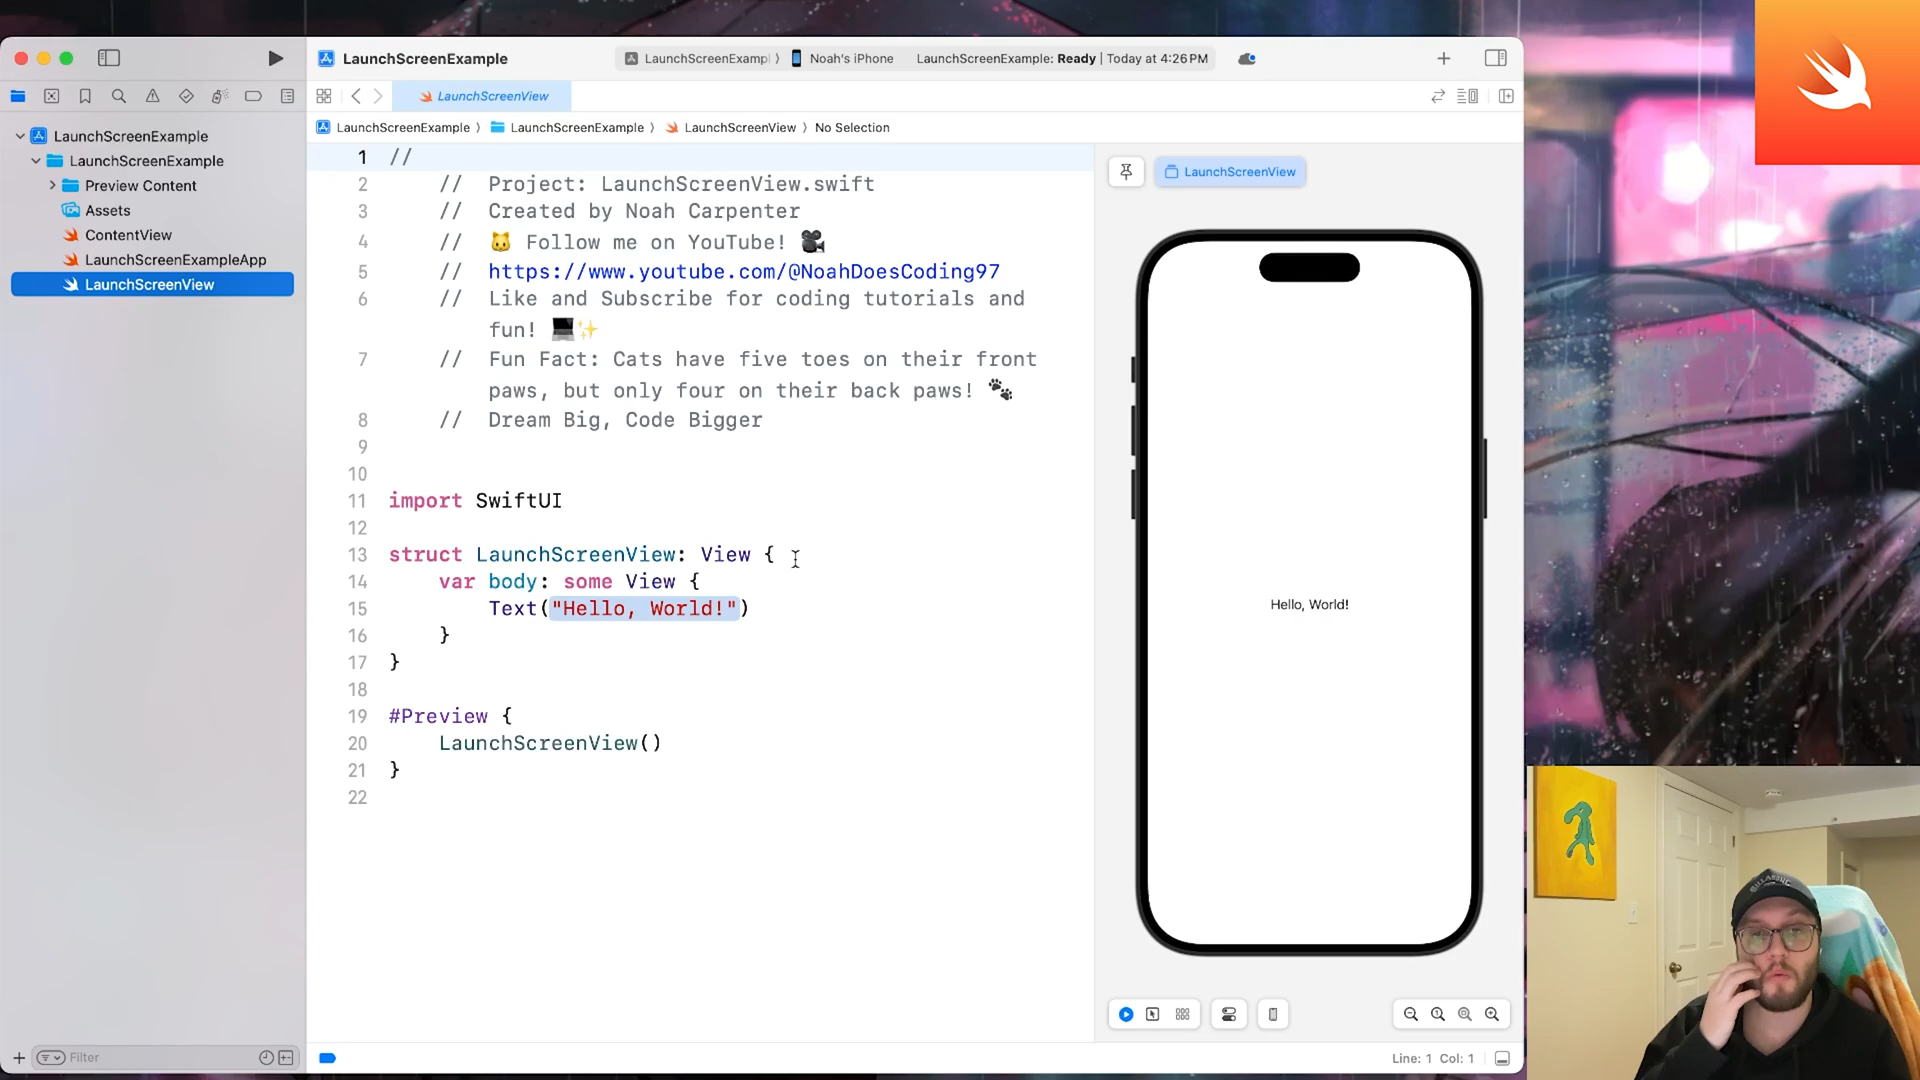 LaunchScreenExample
LaunchScreenExampl
Noah's iPhone
LaunchScreenExample: Ready | Today at 4:26 PM
LaunchScreenView
LaunchScreenExample
LaunchScreenExample
LaunchScreenView
No Selection
LaunchScreenExample
LaunchScreenExample
Preview Content
Assets
ContentView
LaunchScreenExampleApp
LaunchScreenView
Filter
1 //
2 // Project: LaunchScreenView.swift
3 // Created by Noah Carpenter
4 // 🐱 Follow me on YouTube! 🎥
5 // https://www.youtube.com/@NoahDoesCoding97
6 // Like and Subscribe for coding tutorials and
fun! 💻✨
7 // Fun Fact: Cats have five toes on their front
paws, but only four on their back paws! 🐾
8 // Dream Big, Code Bigger
9
10
11 import SwiftUI
12
13 struct LaunchScreenView: View {
14 var body: some View {
15 Text("Hello, World!")
16 }
17 }
18
19 #Preview {
20 LaunchScreenView()
21 }
22
LaunchScreenView
Hello, World!
Line: 1 Col: 1